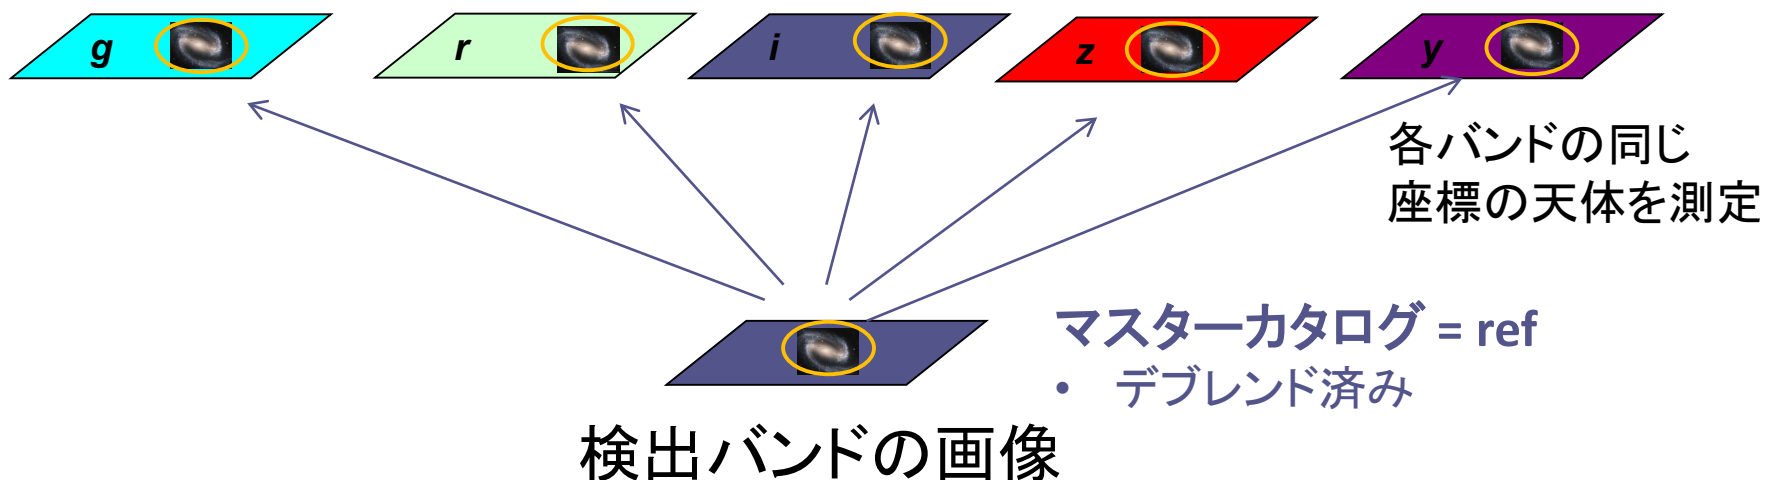 g r i z y
各バンドの同じ
座標の天体を測定
マスターカタログ = ref
• デブレンド済み
検出バンドの画像